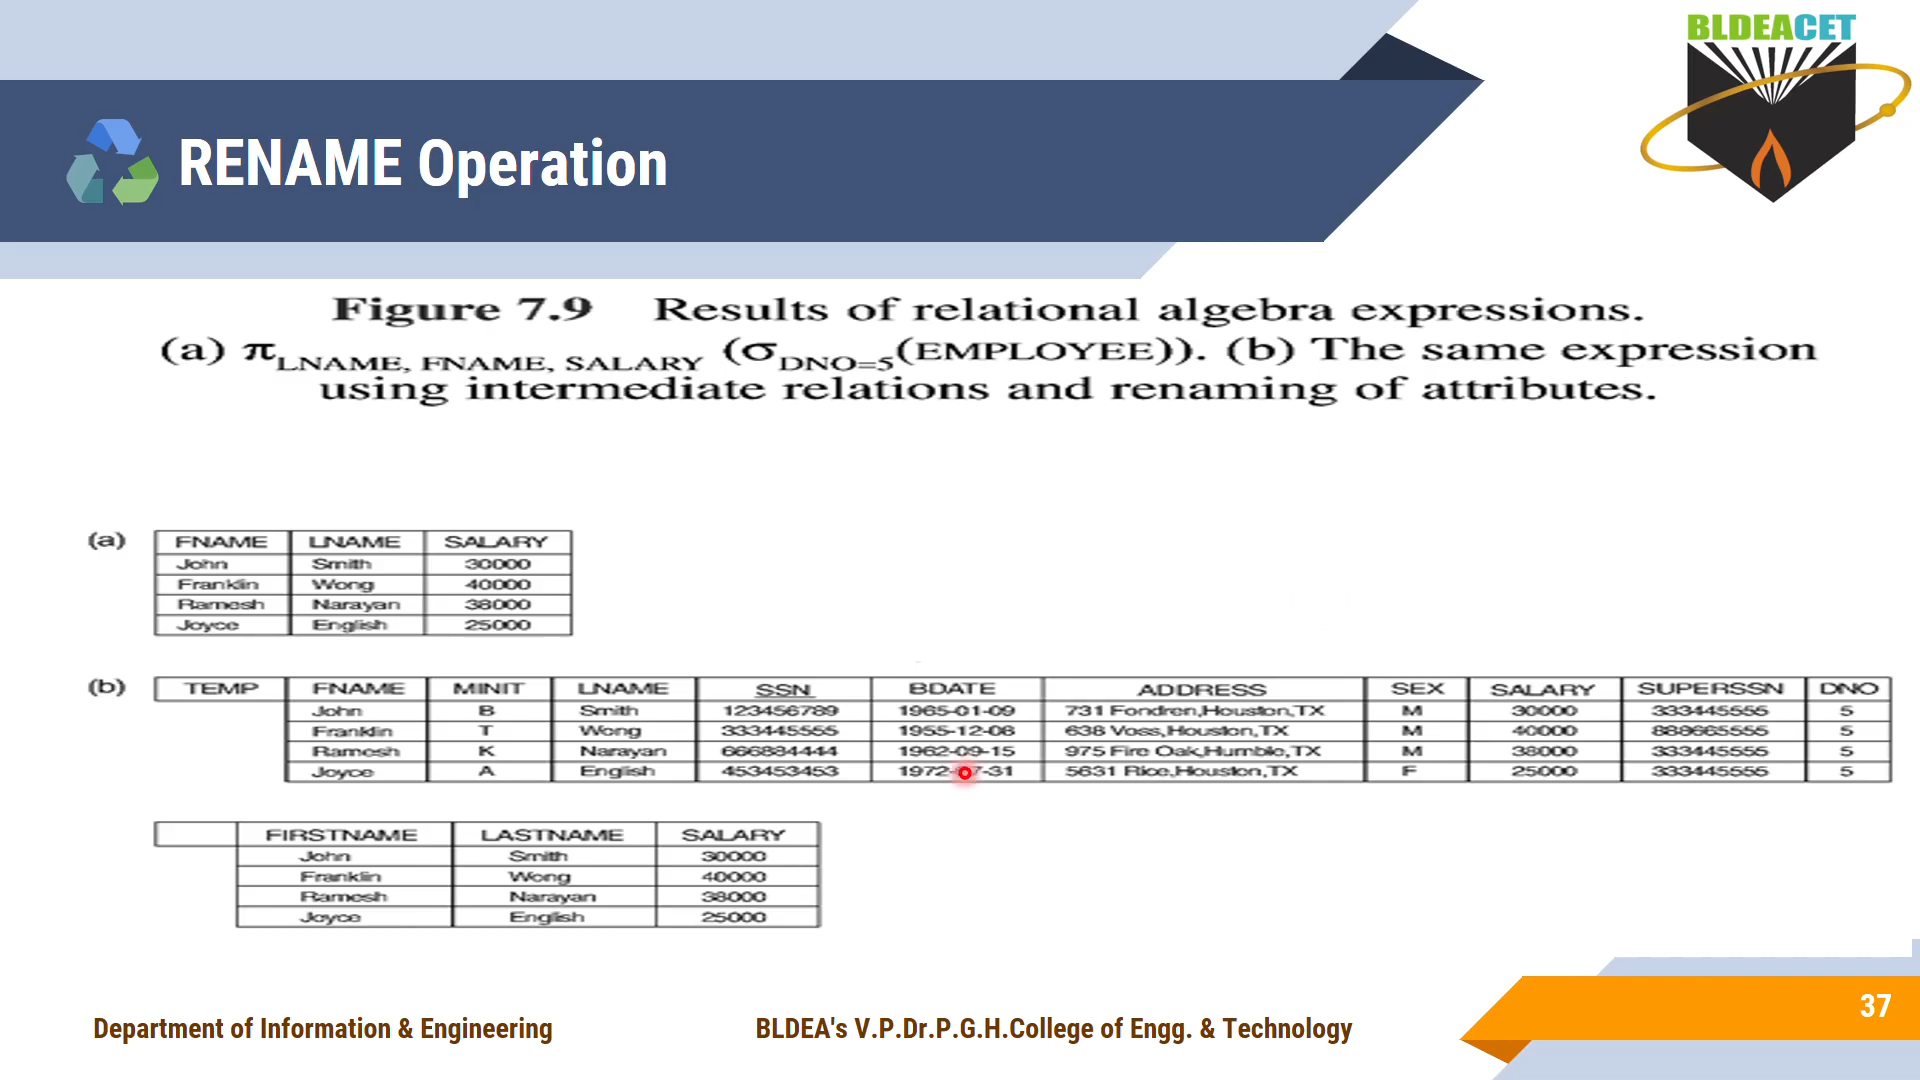 BLDEACET
RENAME Operation
Figure 7.9 Results of relational algebra expressions.
(a) π LNAME, FNAME, SALARY (σ DNO=5(EMPLOYEE)). (b) The same expression
using intermediate relations and renaming of attributes.
(a) FNAME LNAME SALARY
John Smith 30000
Franklin Wong 40000
Ramesh Narayan 38000
Joyce English 25000
(b) TEMP FNAME MINIT LNAME SSN BDATE ADDRESS SEX SALARY SUPERSSN DNO
John B Smith 123456789 1965-01-09 731 Fondren,Houston,TX M 30000 333445555 5
Franklin T Wong 333445555 1955-12-08 638 Voss,Houston,TX M 40000 888665555 5
Ramesh K Narayan 666884444 1962-09-15 975 Fire Oak,Humble,TX M 38000 333445555 5
Joyce A English 453453453 1972-07-31 5631 Rice,Houston,TX F 25000 333445555 5
FIRSTNAME LASTNAME SALARY
John Smith 30000
Franklin Wong 40000
Ramesh Narayan 38000
Joyce English 25000
37
Department of Information & Engineering BLDEA's V.P.Dr.P.G.H.College of Engg. & Technology